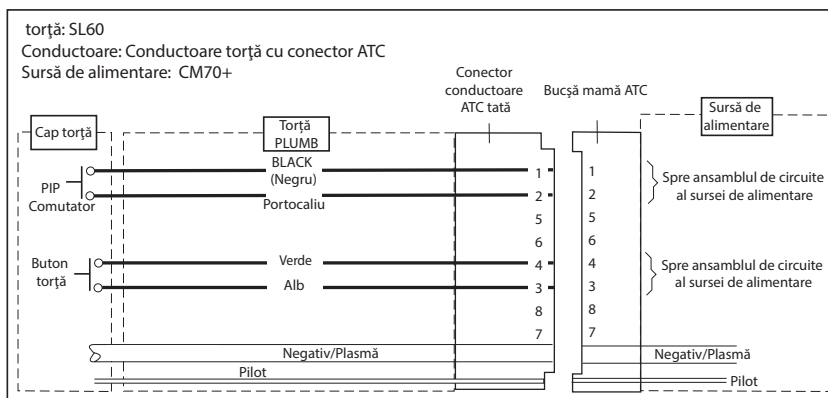 torţă: SL60
Conductoare: Conductoare torţă cu conector ATC
Sursă de alimentare: CM70+
Conector
conductoare
ATC tată
Bucşă mamă ATC
Sursă de
alimentare
Cap torţă
Torţă
PLUMB
BLACK
(Negru)
PIP
Comutator
Portocaliu
1
2
5
6
4
3
8
7
1
2
5
6
4
3
8
7
Spre ansamblul de circuite
al sursei de alimentare
Buton
torţă
Verde
Alb
Spre ansamblul de circuite
al sursei de alimentare
Negativ/Plasmă
Negativ/Plasmă
Pilot
Pilot